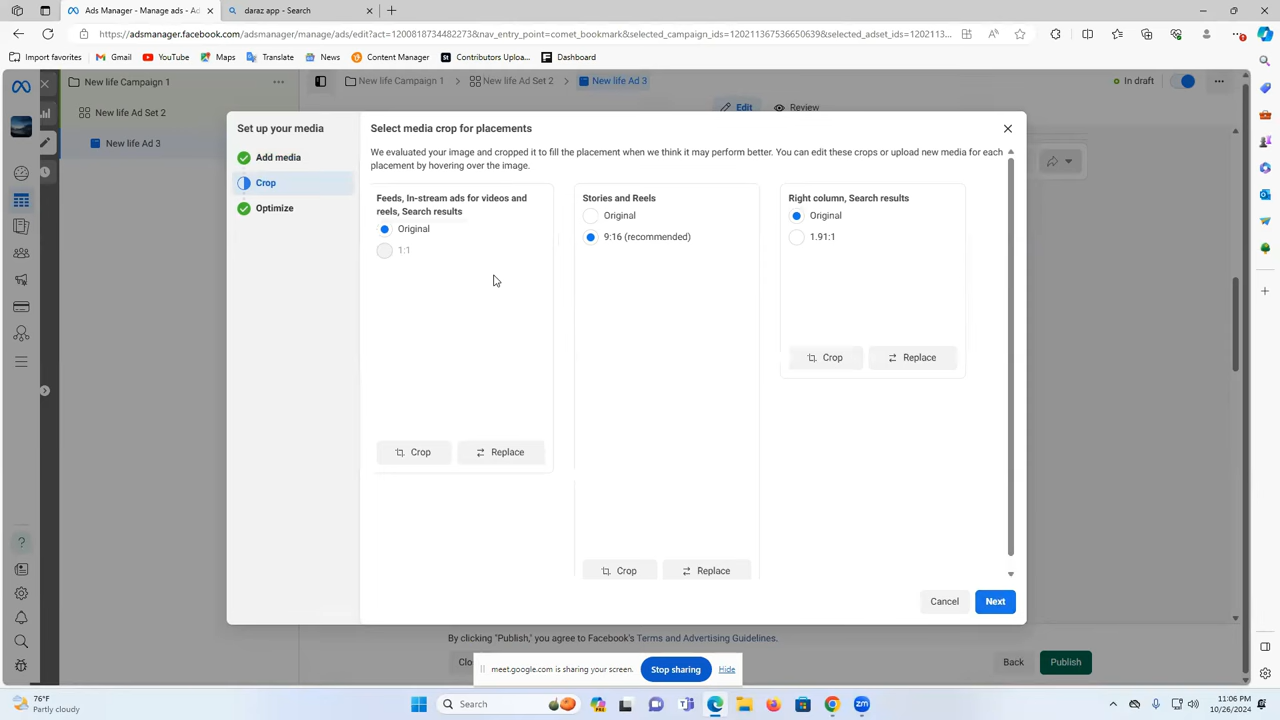 Ads Manager - Manage ads - Ad
daraz app - Search
https://adsmanager.facebook.com/adsmanager/manage/ads/edit?act=1200818734482273&nav_entry_point=comet_bookmark&selected_campaign_ids=120211367536650639&selected_adset_ids=12021113...
Import favorites
Gmail
YouTube
Maps
Translate
News
Content Manager
Contributors Uploa...
Dashboard
New life Campaign 1
New life Ad Set 2
New life Ad 3
New life Campaign 1
New life Ad Set 2
New life Ad 3
In draft
Edit
Review
Set up your media
Add media
Crop
Optimize
Select media crop for placements
We evaluated your image and cropped it to fill the placement when we think it may perform better. You can edit these crops or upload new media for each
placement by hovering over the image.
Feeds, In-stream ads for videos and
reels, Search results
Original
1:1
Crop
Replace
Stories and Reels
Original
9:16 (recommended)
Crop
Replace
Right column, Search results
Original
1.91:1
Crop
Replace
Cancel
Next
By clicking "Publish," you agree to Facebook's Terms and Advertising Guidelines.
Clo
Back
Publish
meet.google.com is sharing your screen.
Stop sharing
Hide
76°F
Partly cloudy
Search
11:06 PM
10/26/2024